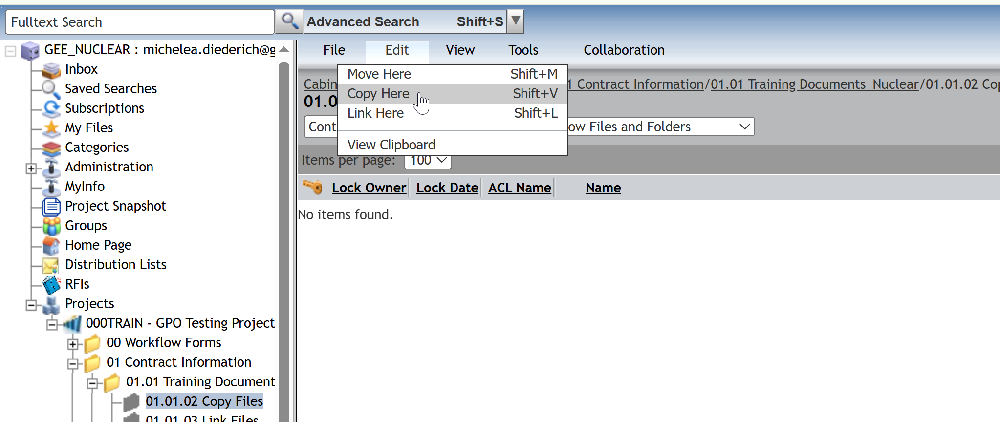 Fulltext Search
Advanced Search Shift+S
GEE_NUCLEAR : michelea.diederich@g
Inbox
Saved Searches
Subscriptions
My Files
Categories
Administration
MyInfo
Project Snapshot
Groups
Home Page
Distribution Lists
RFIs
Projects
000TRAIN - GPO Testing Project
00 Workflow Forms
01 Contract Information
01.01 Training Document
01.01.02 Copy Files
01.01.03 Link Files
File Edit View Tools Collaboration
Move Here Shift+M
Copy Here Shift+V
Link Here Shift+L
View Clipboard
Cabin 1 Contract Information/01.01 Training Documents_Nuclear/01.01.02 Cop
01.0
Cont ow Files and Folders
Items per page: 100
Lock Owner Lock Date ACL Name Name
No items found.